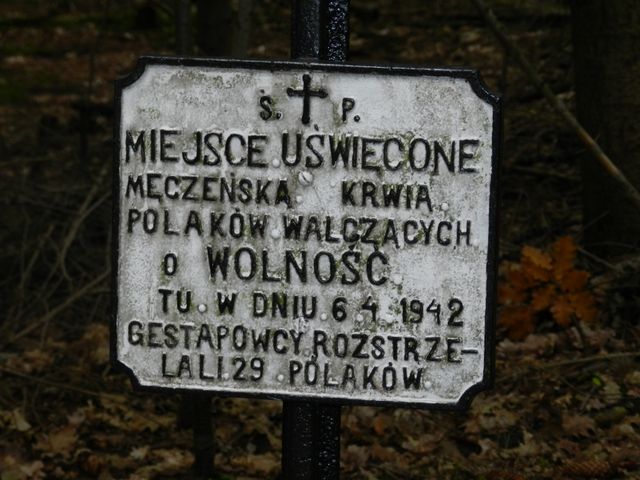 Ś. P.
MIEJSCE UŚWIĘCONE
MĘCZEŃSKĄ KRWIĄ
POLAKÓW WALCZĄCYCH
O WOLNOŚĆ
TU W DNIU 6 4 1942
GESTAPOWCY ROZSTRZE-
LALI 29 POLAKÓW